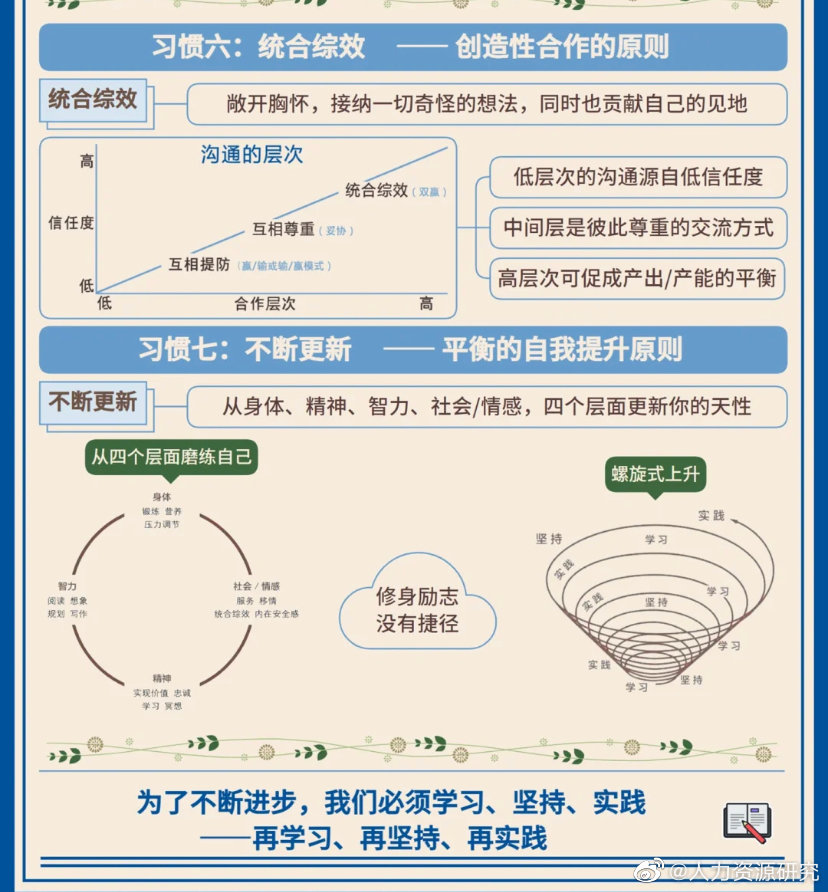 习惯六：统合综效 —— 创造性合作的原则
统合综效
敞开胸怀，接纳一切奇怪的想法，同时也贡献自己的见地
沟通的层次
高
信任度
低
统合综效（双赢）
互相尊重（妥协）
互相提防（赢/输或输/赢模式）
低
合作层次
高
低层次的沟通源自低信任度
中间层是彼此尊重的交流方式
高层次可促成产出/产能的平衡
习惯七：不断更新 —— 平衡的自我提升原则
不断更新
从身体、精神、智力、社会/情感，四个层面更新你的天性
从四个层面磨练自己
身体
锻炼 营养
压力调节
智力
阅读 想象
规划 写作
社会／情感
服务 移情
统合综效 内在安全感
精神
实现价值 忠诚
学习 冥想
修身励志
没有捷径
螺旋式上升
实践
坚持
学习
实践
学习
实践
坚持
学习
实践
坚持
学习
为了不断进步，我们必须学习、坚持、实践
——再学习、再坚持、再实践
@人力资源研究